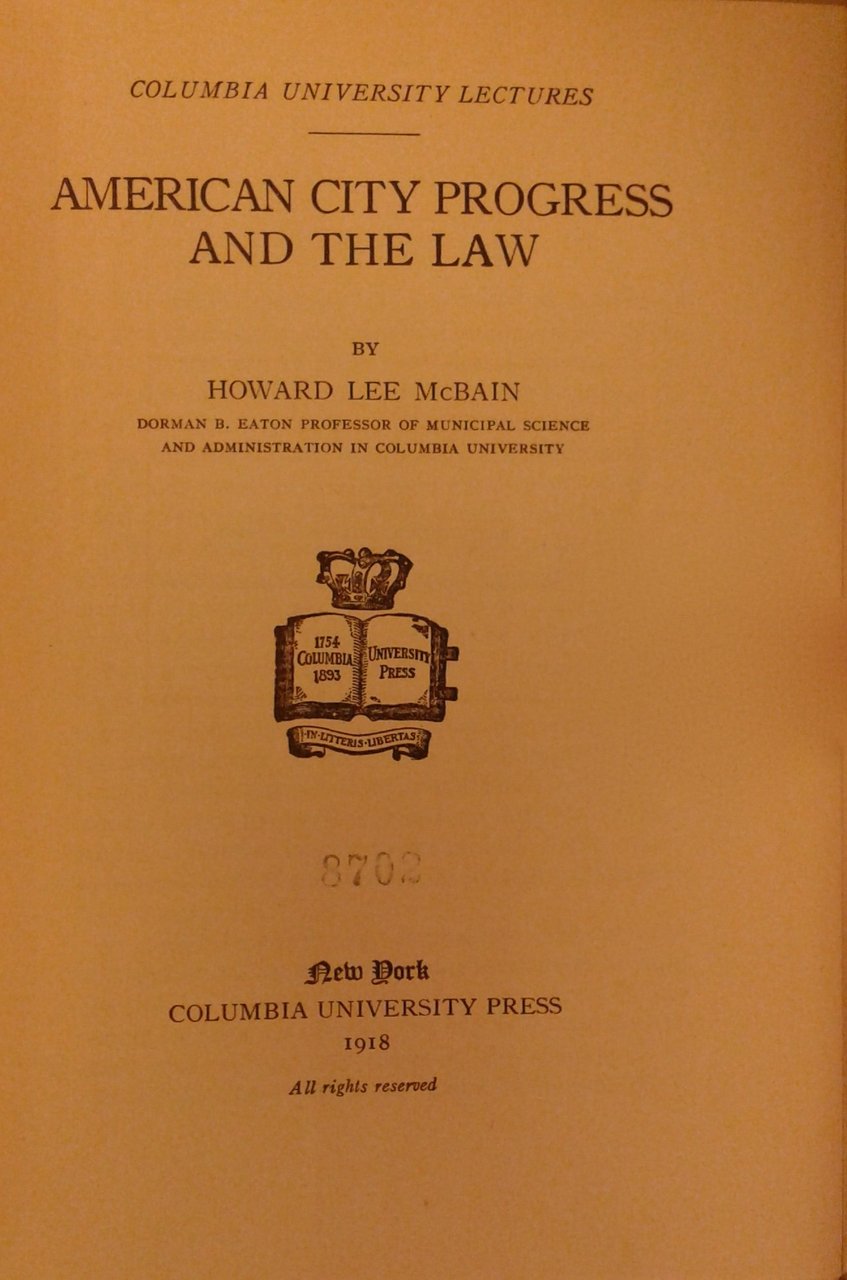 COLUMBIA UNIVERSITY LECTURES
AMERICAN CITY PROGRESS
AND THE LAW
BY
HOWARD LEE McBAIN
DORMAN B. EATON PROFESSOR OF MUNICIPAL SCIENCE
AND ADMINISTRATION IN COLUMBIA UNIVERSITY
1754
COLUMBIA
1893
UNIVERSITY
PRESS
IN·LITTERIS·LIBERTAS
8702
New York
COLUMBIA UNIVERSITY PRESS
1918
All rights reserved